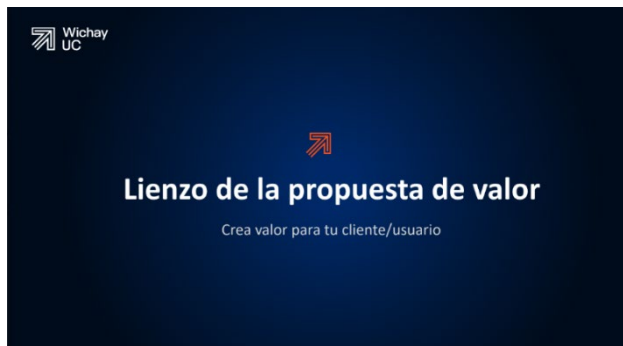 Wichay
UC
Lienzo de la propuesta de valor
Crea valor para tu cliente/usuario